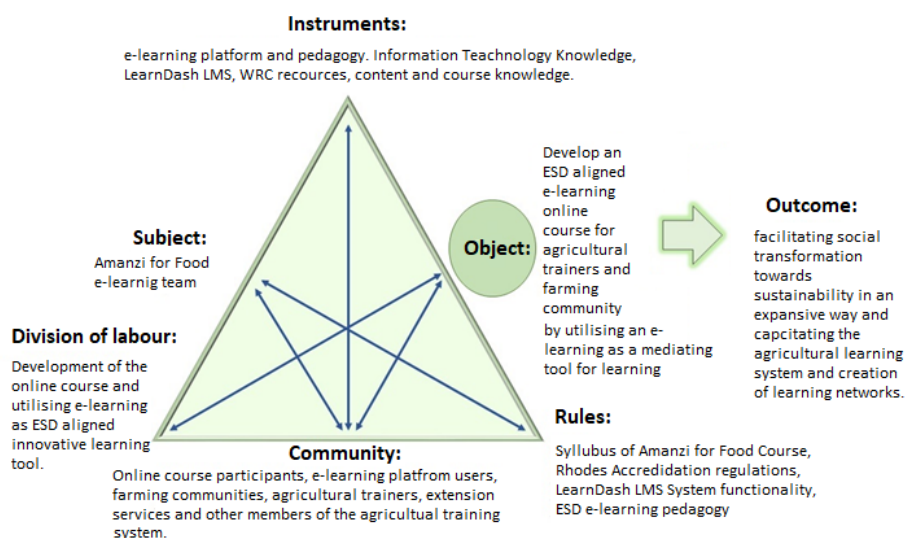 Instruments:
e-learning platform and pedagogy. Information Teachnology Knowledge,
LearnDash LMS, WRC recources, content and course knowledge.
Subject:
Amanzi for Food
e-learnig team
Object:
Develop an
ESD aligned
e-learning
online
course for
agricultural
trainers and
farming
community
by utilising an e-
learning as a mediating
tool for learning
Outcome:
facilitating social
transformation
towards
sustainability in an
expansive way and
capcitating the
agricultural learning
system and creation
of learning networks.
Division of labour:
Development of the
online course and
utilising e-learning
as ESD aligned
innovative learning
tool.
Community:
Online course participants, e-learning platfrom users,
farming communities, agricultural trainers, extension
services and other members of the agricultual training
system.
Rules:
Syllubus of Amanzi for Food Course,
Rhodes Accredidation regulations,
LearnDash LMS System functionality,
ESD e-learning pedagogy